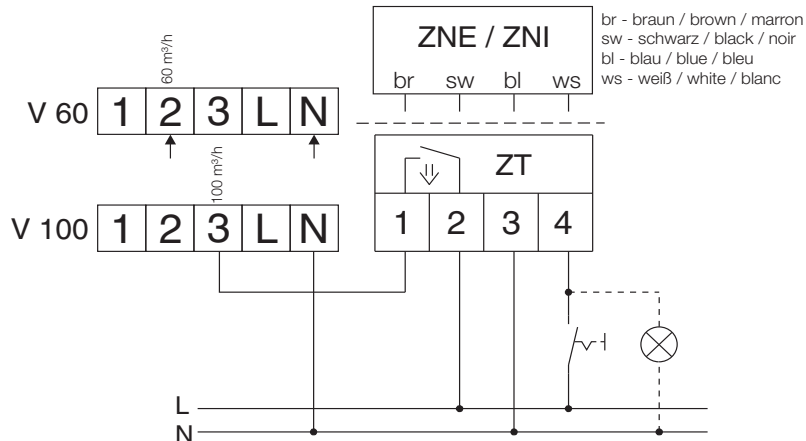 ZNE / ZNI
br sw bl ws
br - braun / brown / marron
sw - schwarz / black / noir
bl - blau / blue / bleu
ws - weiß / white / blanc
60 m³/h
V 60 1 2 3 L N
ZT
1 2 3 4
100 m³/h
V 100 1 2 3 L N
L
N